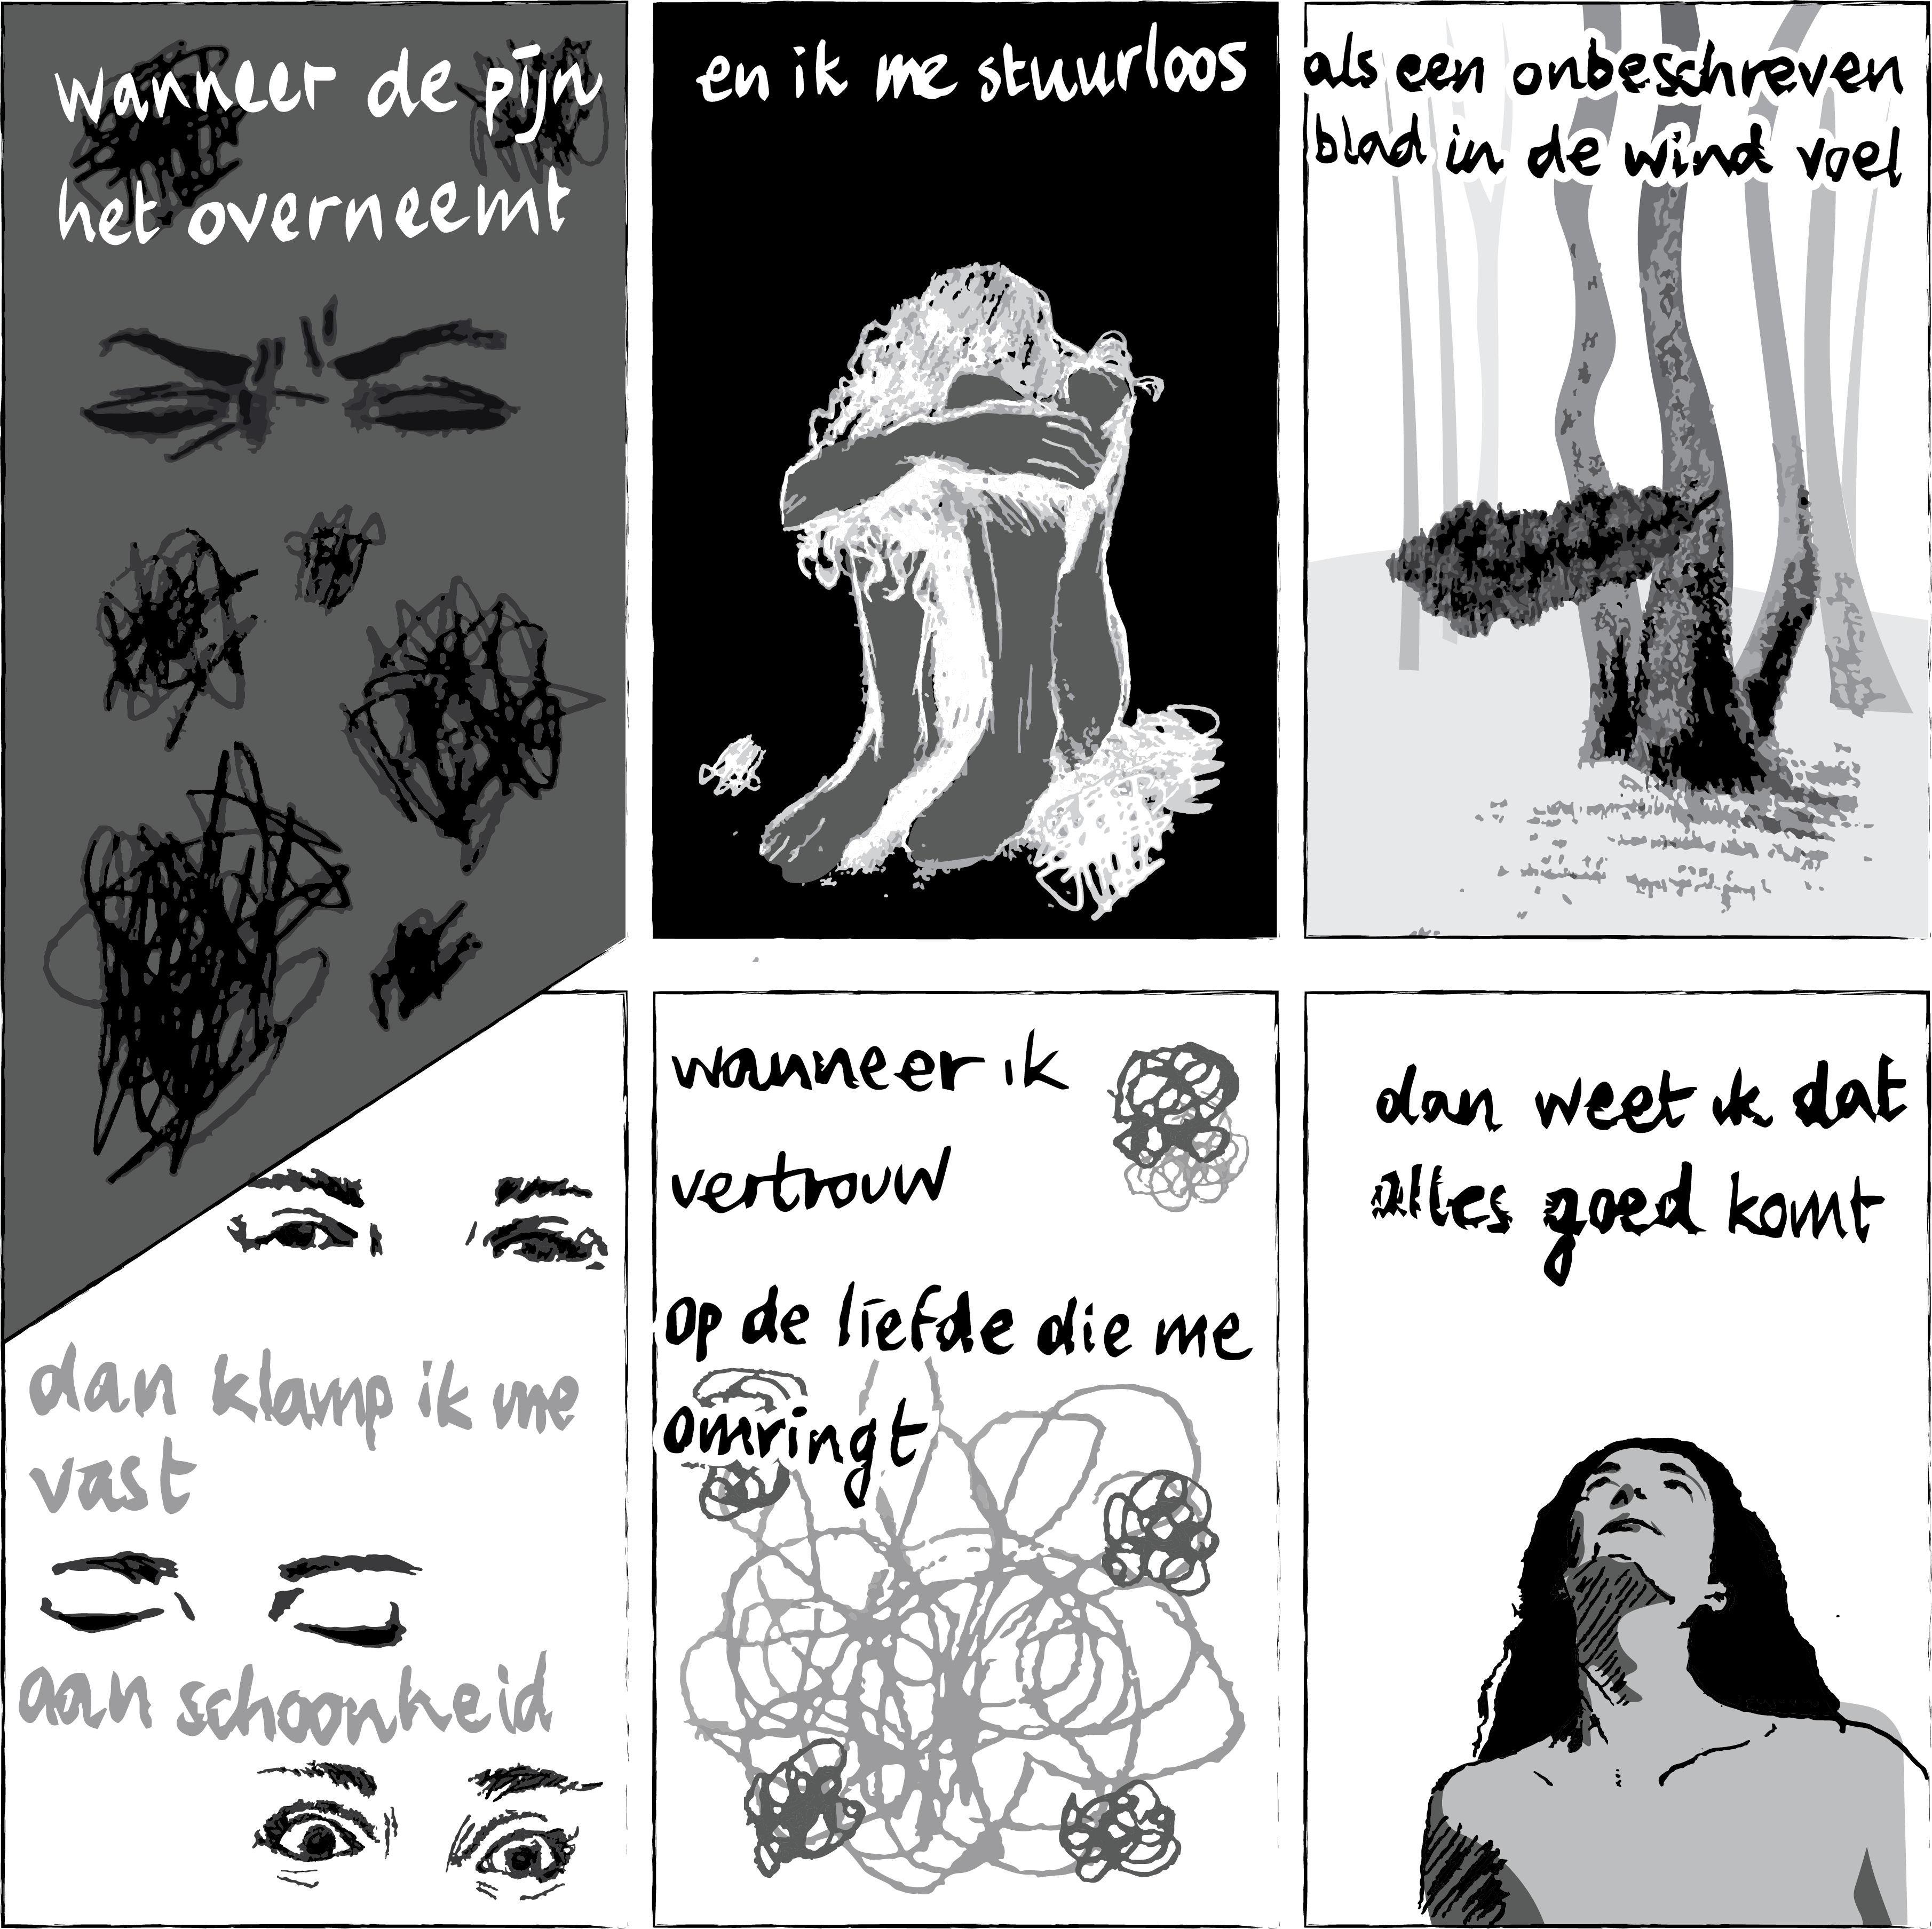 wanneer de pijn
het overneemt
en ik me stuurloos
als een onbeschreven
blad in de wind voel
dan klamp ik me
vast
aan schoonheid
wanneer ik
vertrouw
op de liefde die me
omringt
dan weet ik dat
alles goed komt